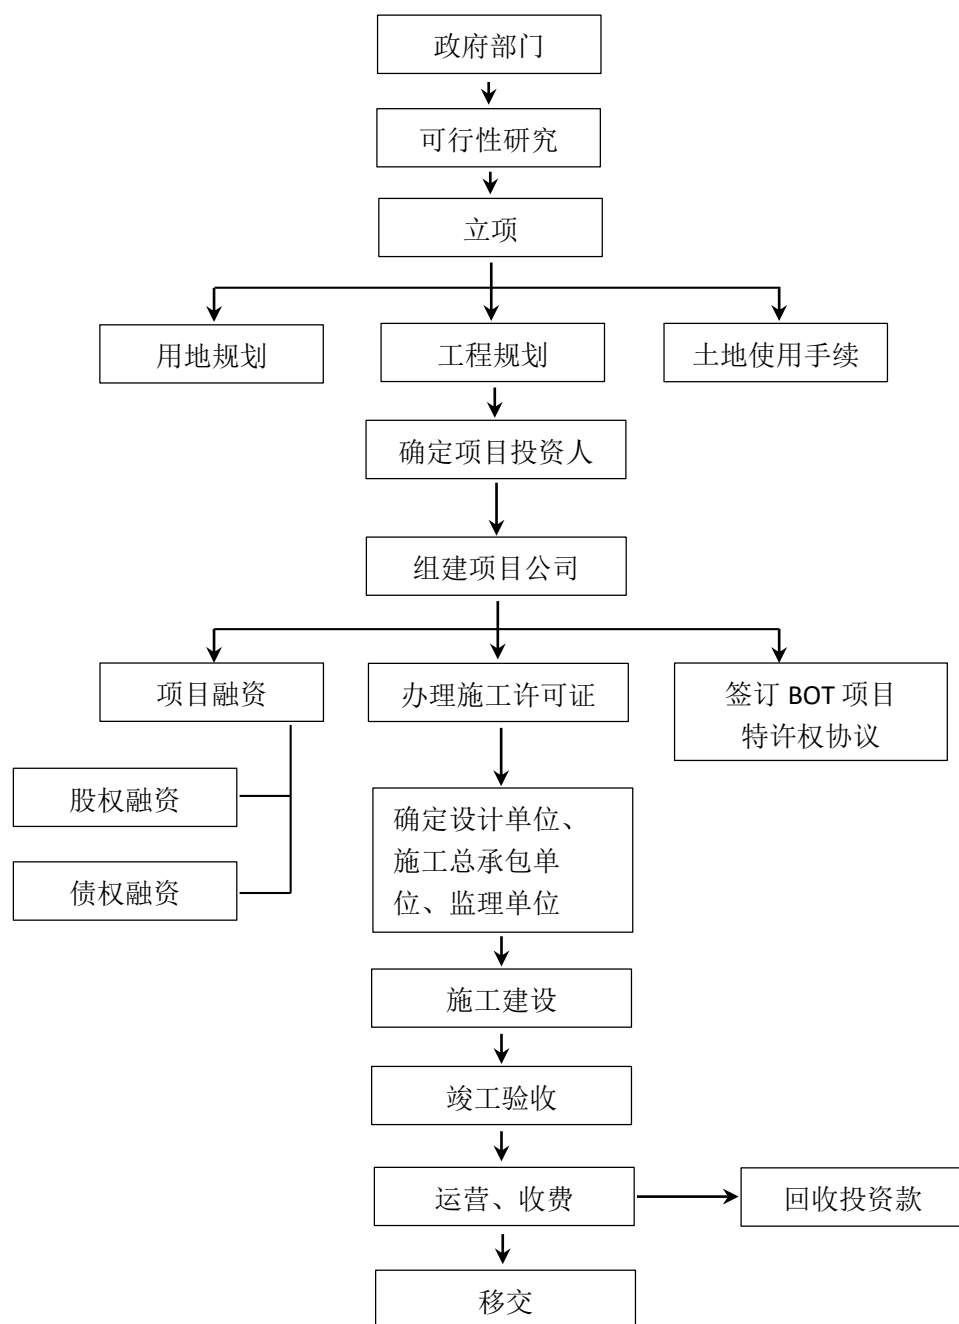 政府部门
可行性研究
立项
用地规划
工程规划
土地使用手续
确定项目投资人
组建项目公司
项目融资
办理施工许可证
签订 BOT 项目
特许权协议
股权融资
债权融资
确定设计单位、
施工总承包单
位、监理单位
施工建设
竣工验收
运营、收费
回收投资款
移交